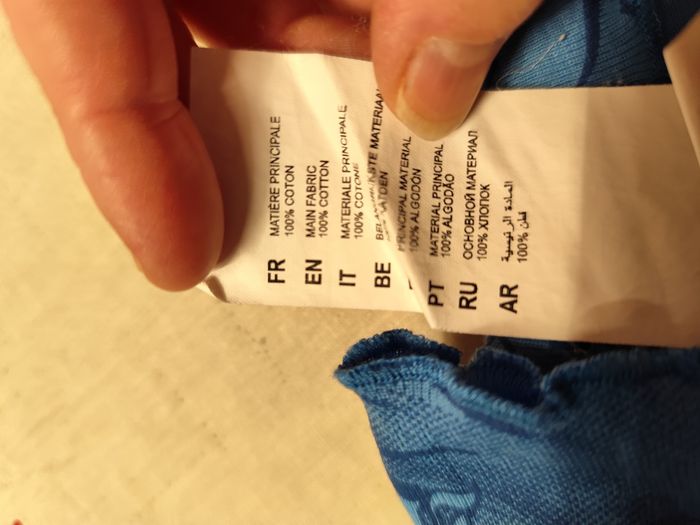 FR MATIÈRE PRINCIPALE
100% COTON
EN MAIN FABRIC
100% COTTON
IT MATERIALE PRINCIPALE
100% COTONE
BE MATERIAAL
PRINCIPAL MATERIAL
100% ALGODÓN
PT MATERIAL PRINCIPAL
100% ALGODÃO
RU ОСНОВНОЙ МАТЕРИАЛ
100% ХЛОПОК
AR المادة الرئيسية
100% قطن